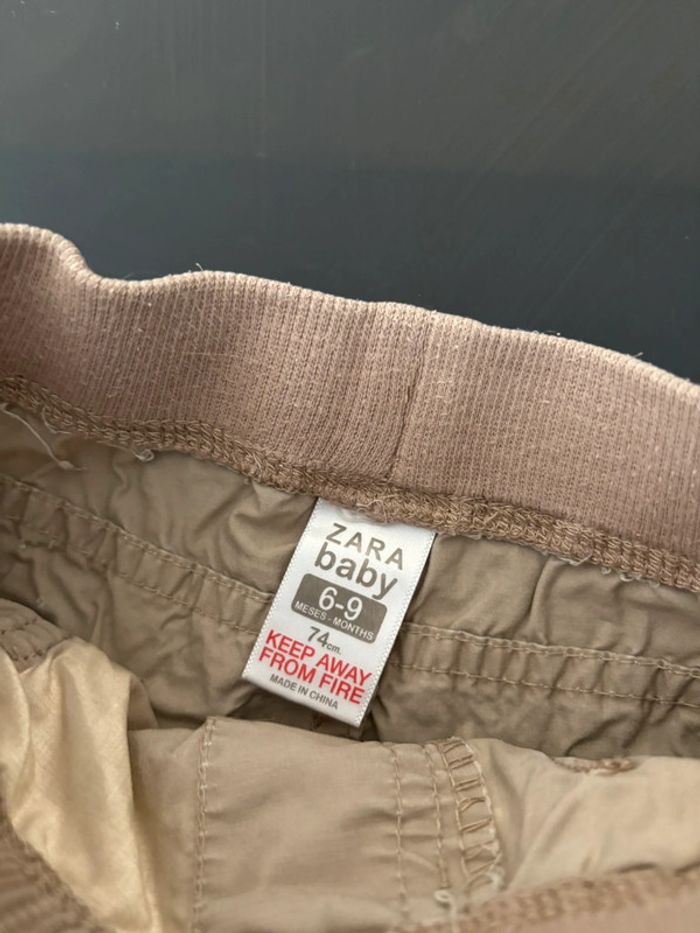 ZARA
baby
6-9
MESES - MONTHS
74cm.
KEEP AWAY
FROM FIRE
MADE IN CHINA